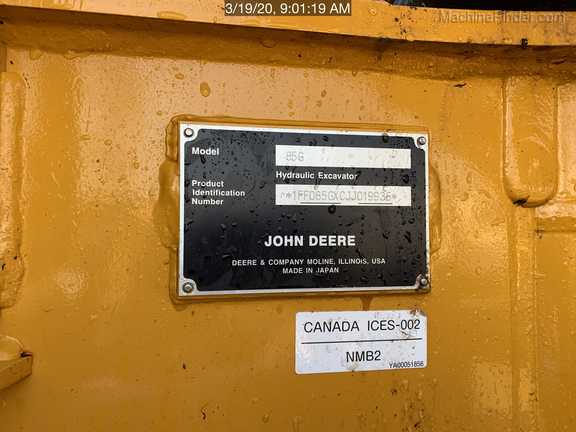 3/19/20, 9:01:19 AM
MachineFinder.com
Model
85G
Hydraulic Excavator
Product
Identification
Number
*1FF085GXCJJ019936*
JOHN DEERE
DEERE & COMPANY MOLINE, ILLINOIS, USA
MADE IN JAPAN
CANADA ICES-002
NMB2
YA00051856